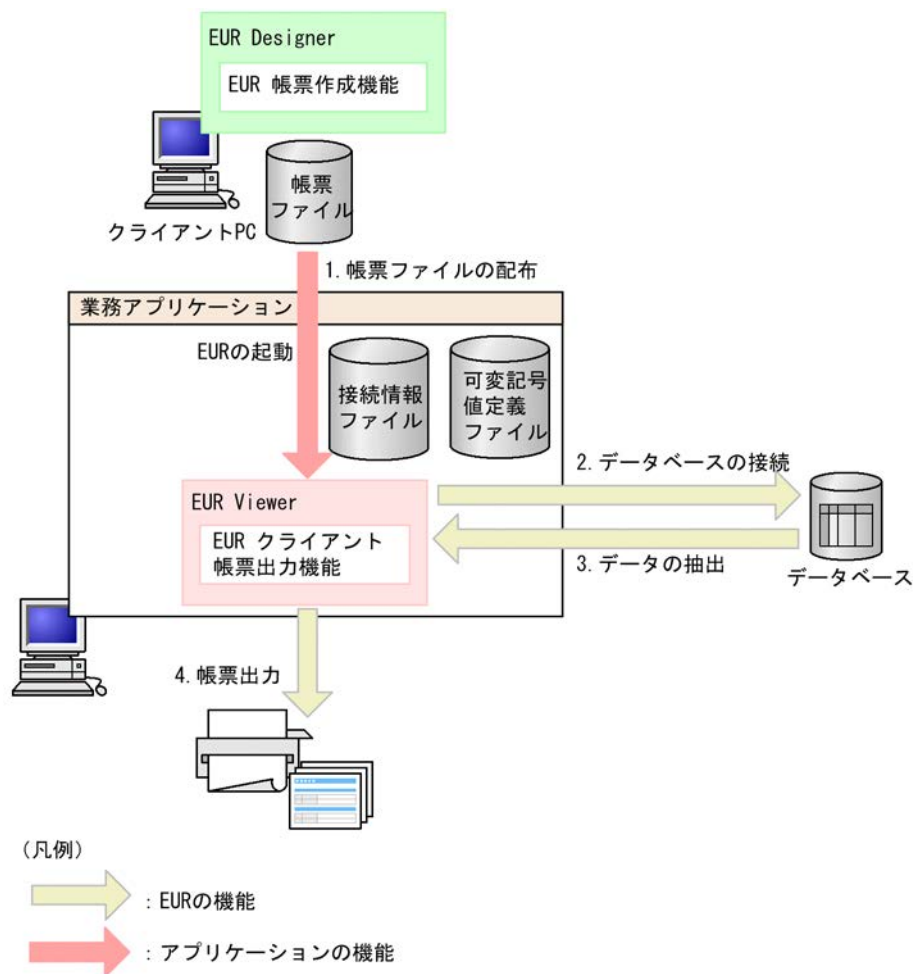 EUR Designer
EUR 帳票作成機能
帳票
ファイル
クライアントPC
1.帳票ファイルの配布
業務アプリケーション
EURの起動
接続情報
ファイル
可変記号
値定義
ファイル
2.データベースの接続
EUR Viewer
EUR クライアント
帳票出力機能
3.データの抽出
データベース
4.帳票出力
(凡例)
:EURの機能
:アプリケーションの機能